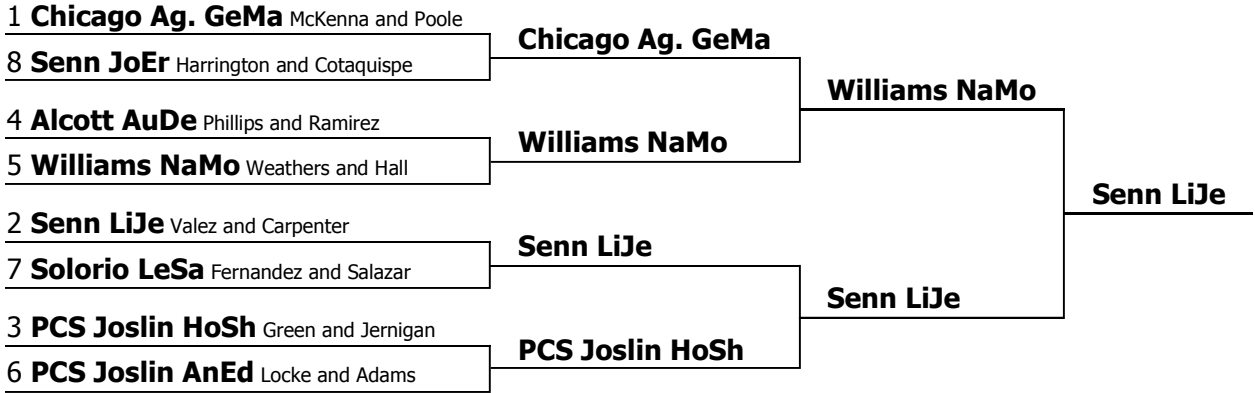 1 Chicago Ag. GeMa McKenna and Poole
8 Senn JoEr Harrington and Cotaquispe
4 Alcott AuDe Phillips and Ramirez
5 Williams NaMo Weathers and Hall
2 Senn LiJe Valez and Carpenter
7 Solorio LeSa Fernandez and Salazar
3 PCS Joslin HoSh Green and Jernigan
6 PCS Joslin AnEd Locke and Adams
Chicago Ag. GeMa
Williams NaMo
Senn LiJe
PCS Joslin HoSh
Williams NaMo
Senn LiJe
Senn LiJe